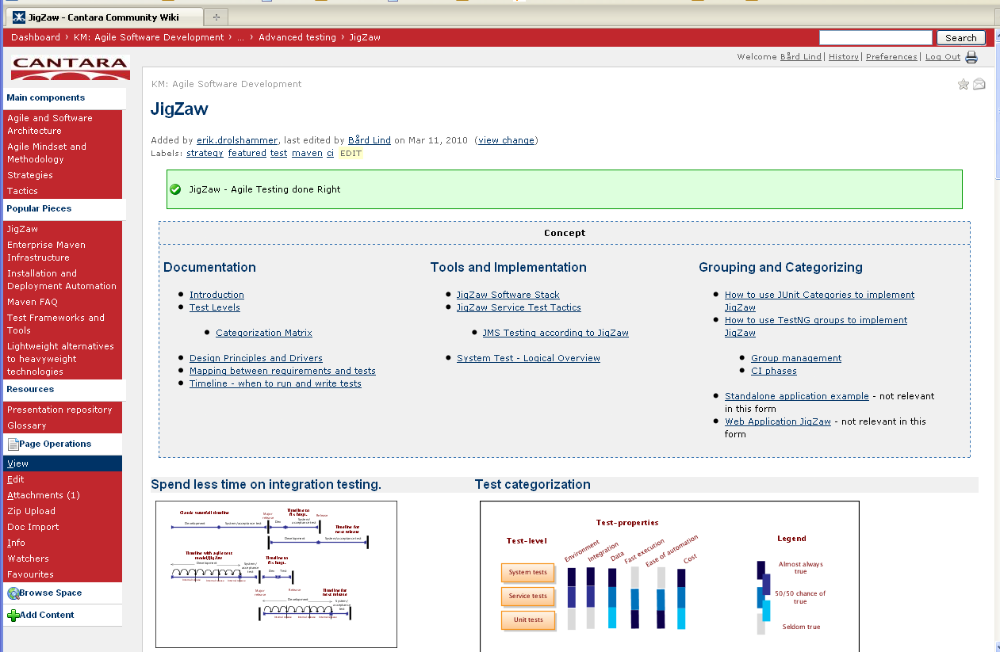 JigZaw - Cantara Community Wiki
Dashboard › KM: Agile Software Development › ... › Advanced testing › JigZaw
Search
Welcome Bård Lind | History | Preferences | Log Out
CANTARA
Main components
Agile and Software
Architecture
Agile Mindset and
Methodology
Strategies
Tactics
Popular Pieces
JigZaw
Enterprise Maven
Infrastructure
Installation and
Deployment Automation
Maven FAQ
Test Frameworks and
Tools
Lightweight alternatives
to heavyweight
technologies
Resources
Presentation repository
Glossary
Page Operations
View
Edit
Attachments (1)
Zip Upload
Doc Import
Info
Watchers
Favourites
Browse Space
Add Content
KM: Agile Software Development
JigZaw
Added by erik.drolshammer, last edited by Bård Lind on Mar 11, 2010 (view change)
Labels: strategy featured test maven ci EDIT
JigZaw - Agile Testing done Right
Concept
Documentation
Introduction
Test Levels
Categorization Matrix
Design Principles and Drivers
Mapping between requirements and tests
Timeline - when to run and write tests
Tools and Implementation
JigZaw Software Stack
JigZaw Service Test Tactics
JMS Testing according to JigZaw
System Test - Logical Overview
Grouping and Categorizing
How to use JUnit Categories to implement
JigZaw
How to use TestNG groups to implement
JigZaw
Group management
CI phases
Standalone application example - not relevant
in this form
Web Application JigZaw - not relevant in this
form
Spend less time on integration testing.
Classic waterfall timeline
Development
System/acceptance test
Major
release
Timeline to
fix bugs.
Dev
System/
acceptance test
Release
Timeline for
next release
Development
System/acceptance test
Timeline with agile test
model/JigZaw
Development
System/
acceptance
test
Timeline to
fix bugs.
Dev
Test
Major
release
Release
Timeline for
next release
Development
System/
acceptance
test
Test categorization
Test-properties
Test-level
Environment
Integration
Data
Fast execution
Ease of automation
Cost
System tests
Service tests
Unit tests
Legend
Almost always
true
50/50 chance of
true
Seldom true